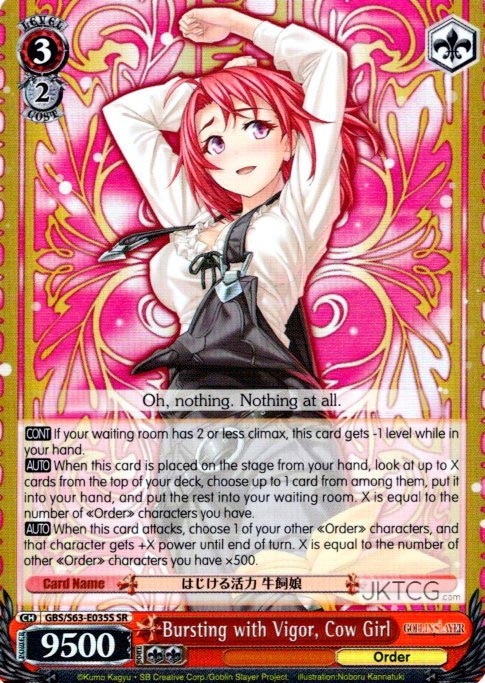 LEVEL
3
2
COST
Oh, nothing. Nothing at all.
CONT If your waiting room has 2 or less climax, this card gets -1 level while in
your hand.
AUTO When this card is placed on the stage from your hand, look at up to X
cards from the top of your deck, choose up to 1 card from among them, put it
into your hand, and put the rest into your waiting room. X is equal to the
number of «Order» characters you have.
AUTO When this card attacks, choose 1 of your other «Order» characters, and
that character gets +X power until end of turn. X is equal to the number of
other «Order» characters you have ×500.
Card Name はじける活力 牛飼娘
JKTCG.com
CH GBS/S63-E035S SR
Bursting with Vigor, Cow Girl
GOBLIN SLAYER
POWER 9500
SOUL
Order
©Kumo Kagyu • SB Creative Corp./Goblin Slayer Project. illustration:Noboru Kannatuki